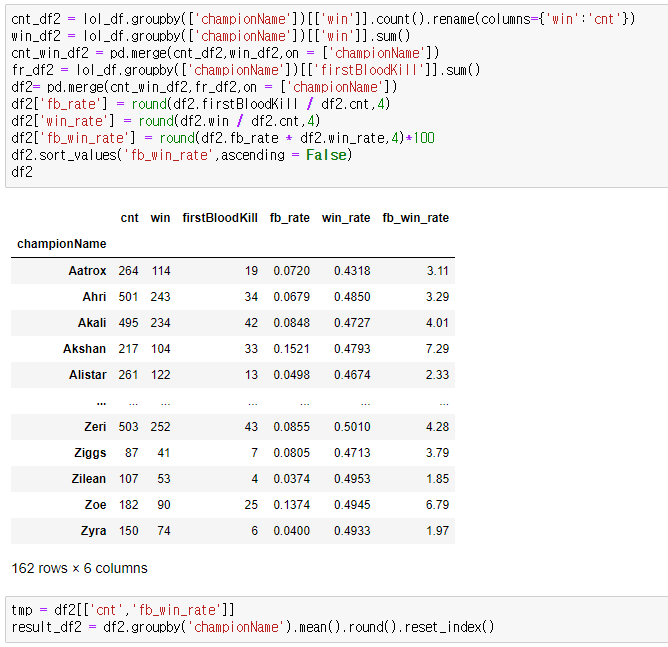 cnt_df2 = lol_df.groupby(['championName'])[['win']].count().rename(columns={'win':'cnt'})
win_df2 = lol_df.groupby(['championName'])[['win']].sum()
cnt_win_df2 = pd.merge(cnt_df2,win_df2,on = ['championName'])
fr_df2 = lol_df.groupby(['championName'])[['firstBloodKill']].sum()
df2= pd.merge(cnt_win_df2,fr_df2,on = ['championName'])
df2['fb_rate'] = round(df2.firstBloodKill / df2.cnt,4)
df2['win_rate'] = round(df2.win / df2.cnt,4)
df2['fb_win_rate'] = round(df2.fb_rate * df2.win_rate,4)*100
df2.sort_values('fb_win_rate',ascending = False)
df2
cnt win firstBloodKill fb_rate win_rate fb_win_rate
championName
Aatrox 264 114 19 0.0720 0.4318 3.11
Ahri 501 243 34 0.0679 0.4850 3.29
Akali 495 234 42 0.0848 0.4727 4.01
Akshan 217 104 33 0.1521 0.4793 7.29
Alistar 261 122 13 0.0498 0.4674 2.33
... ... ... ... ... ... ...
Zeri 503 252 43 0.0855 0.5010 4.28
Ziggs 87 41 7 0.0805 0.4713 3.79
Zilean 107 53 4 0.0374 0.4953 1.85
Zoe 182 90 25 0.1374 0.4945 6.79
Zyra 150 74 6 0.0400 0.4933 1.97
162 rows × 6 columns
tmp = df2[['cnt','fb_win_rate']]
result_df2 = df2.groupby('championName').mean().round().reset_index()